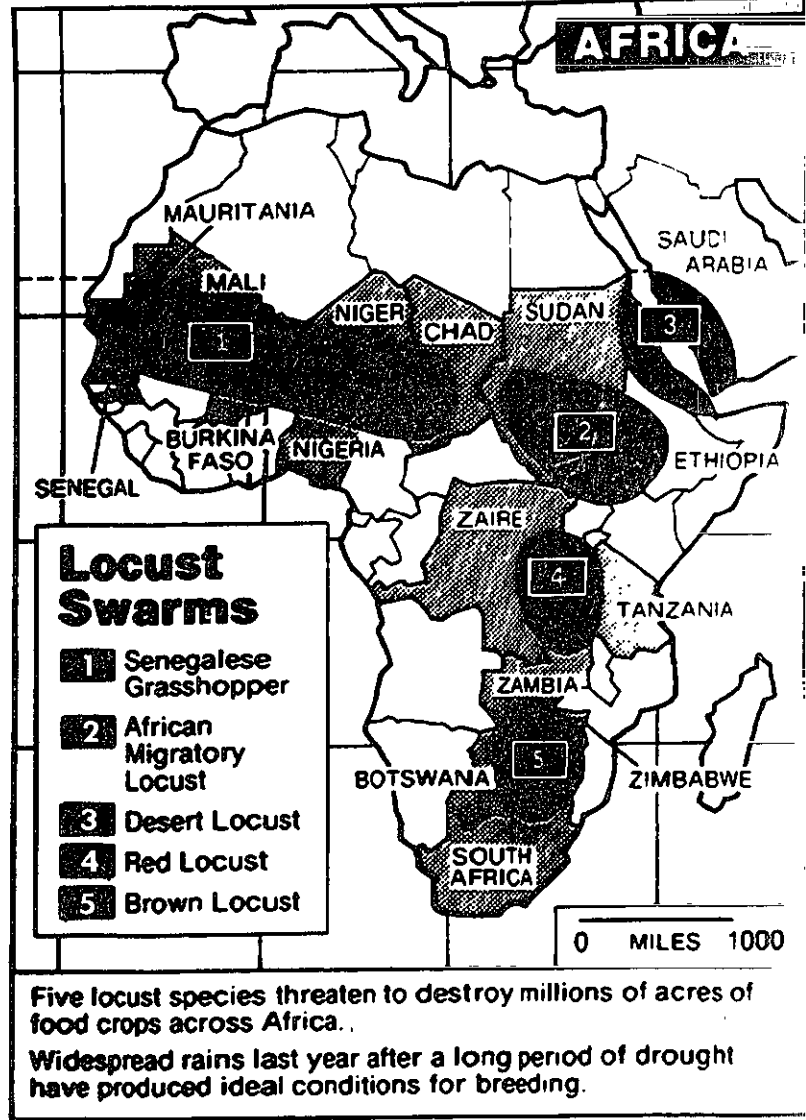 AFRICA
MAURITANIA
MALI
NIGER
CHAD
SUDAN
SAUDI
ARABIA
1
3
2
BURKINA
FASO
NIGERIA
SENEGAL
ETHIOPIA
ZAIRE
4
TANZANIA
ZAMBIA
5
BOTSWANA
ZIMBABWE
SOUTH
AFRICA
Locust
Swarms
1 Senegalese
Grasshopper
2 African
Migratory
Locust
3 Desert Locust
4 Red Locust
5 Brown Locust
0 MILES 1000
Five locust species threaten to destroy millions of acres of
food crops across Africa.
Widespread rains last year after a long period of drought
have produced ideal conditions for breeding.